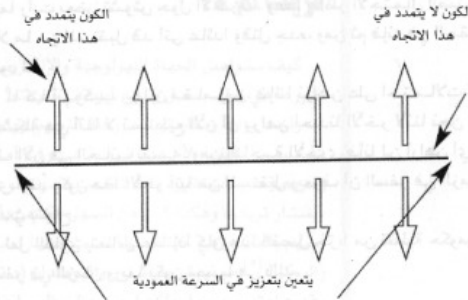 الكون يتمدد في
هذا الاتجاه
الكون لا يتمدد في
هذا الاتجاه
يتعين بتعزيز في السرعة العمودية